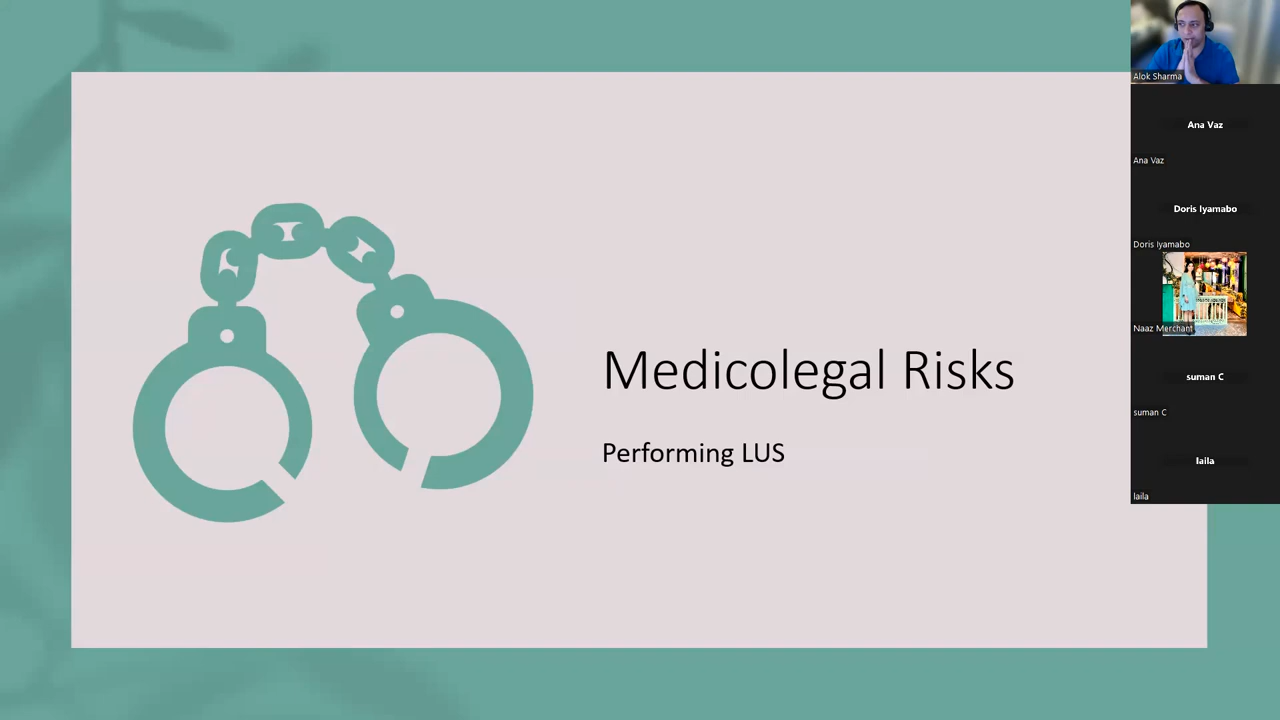 Medicolegal Risks
Performing LUS
Alok Sharma
Ana Vaz
Ana Vaz
Doris Iyamabo
Doris Iyamabo
Naaz Merchant
suman C
suman C
laila
laila